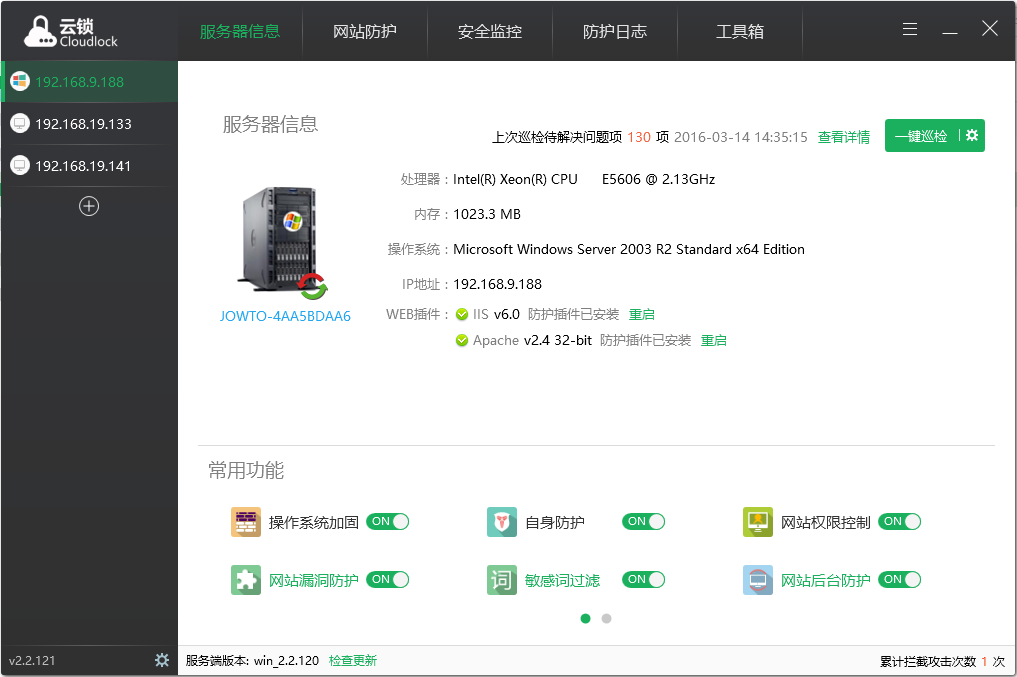 云锁
Cloudlock
服务器信息 网站防护 安全监控 防护日志 工具箱
192.168.9.188
192.168.19.133
192.168.19.141
服务器信息
上次巡检待解决问题项 130 项 2016-03-14 14:35:15 查看详情 一键巡检
处理器： Intel(R) Xeon(R) CPU E5606 @ 2.13GHz
内存： 1023.3 MB
操作系统： Microsoft Windows Server 2003 R2 Standard x64 Edition
IP地址： 192.168.9.188
JOWTO-4AA5BDAA6
WEB插件： IIS v6.0 防护插件已安装 重启
Apache v2.4 32-bit 防护插件已安装 重启
常用功能
操作系统加固 ON 自身防护 ON 网站权限控制 ON
网站漏洞防护 ON 词 敏感词过滤 ON 网站后台防护 ON
v2.2.121 服务端版本: win_2.2.120 检查更新 累计拦截攻击次数 1 次